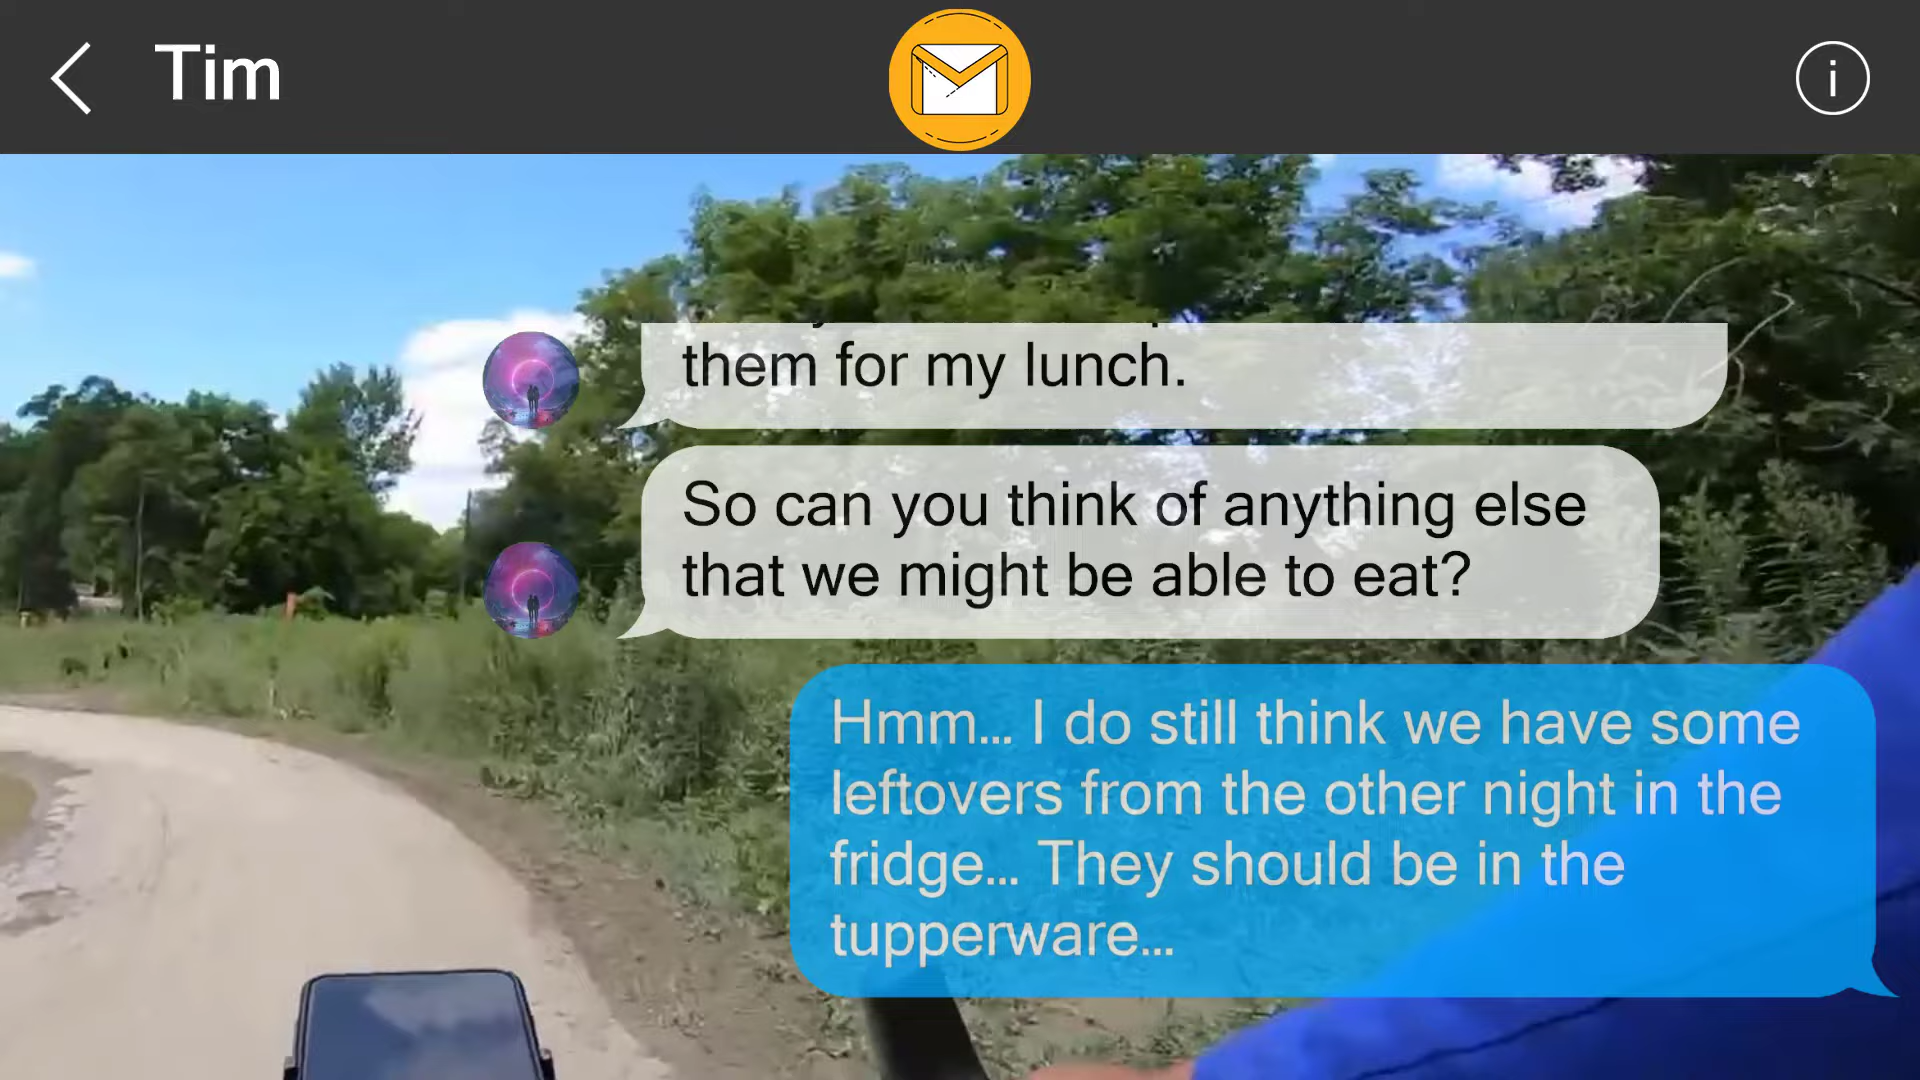 Tim
them for my lunch.
So can you think of anything else
that we might be able to eat?
Hmm... I do still think we have some
leftovers from the other night in the
fridge... They should be in the
tupperware...